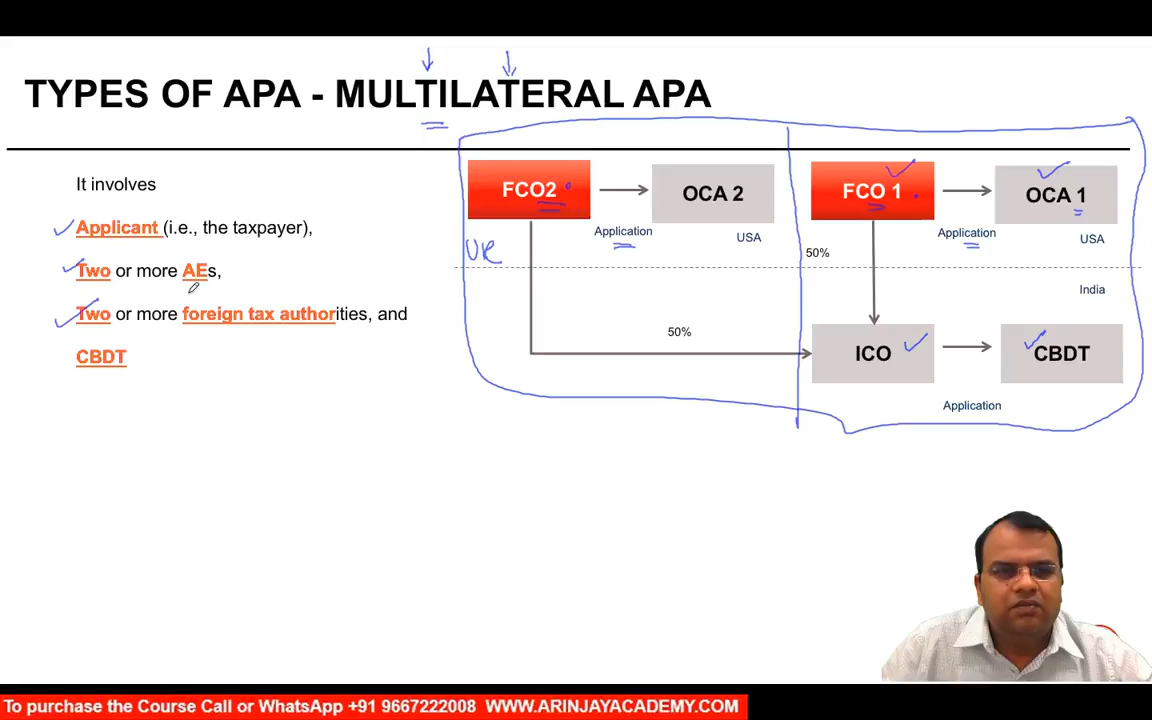 TYPES OF APA - MULTILATERAL APA
It involves
Applicant (i.e., the taxpayer),
Two or more AEs,
Two or more foreign tax authorities, and
CBDT
FCO2
OCA 2
FCO 1
OCA 1
Application
USA
Application
USA
UK
50%
India
50%
ICO
CBDT
Application
To purchase the Course Call or WhatsApp +91 9667222008 WWW.ARINJAYACADEMY.COM